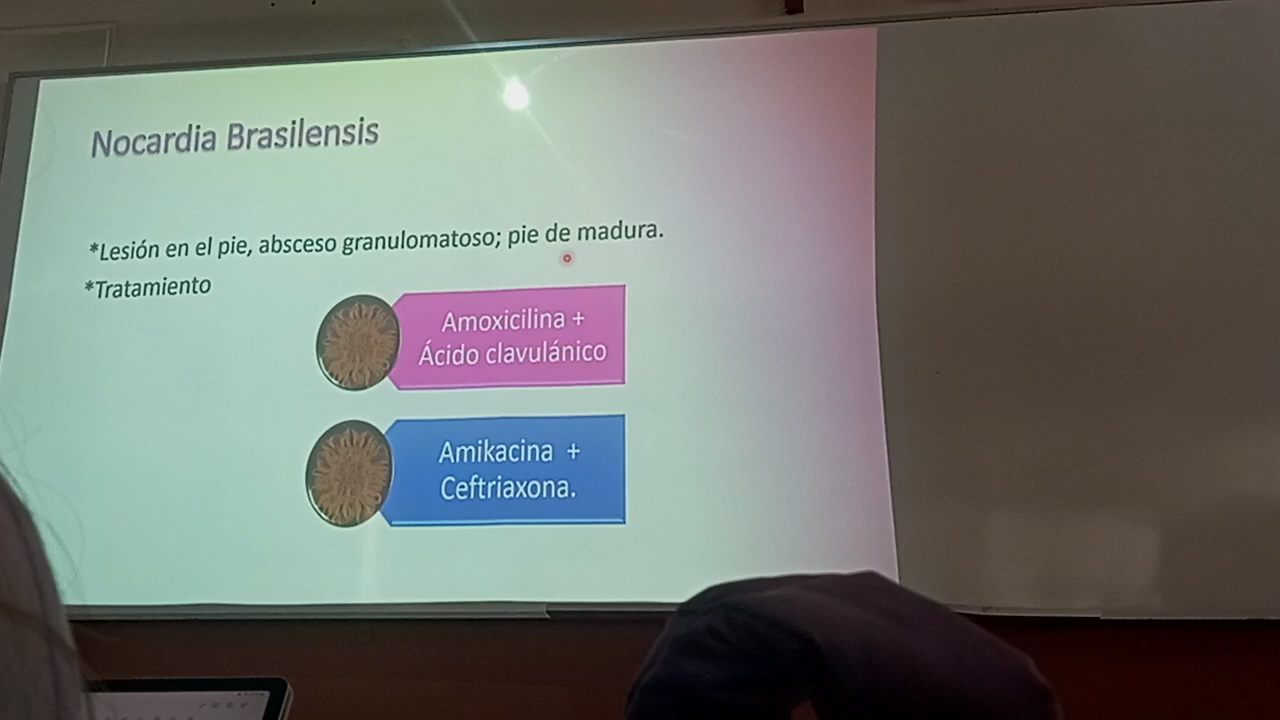 Nocardia Brasilensis
*Lesión en el pie, absceso granulomatoso; pie de madura.
*Tratamiento
Amoxicilina +
Ácido clavulánico
Amikacina +
Ceftriaxona.